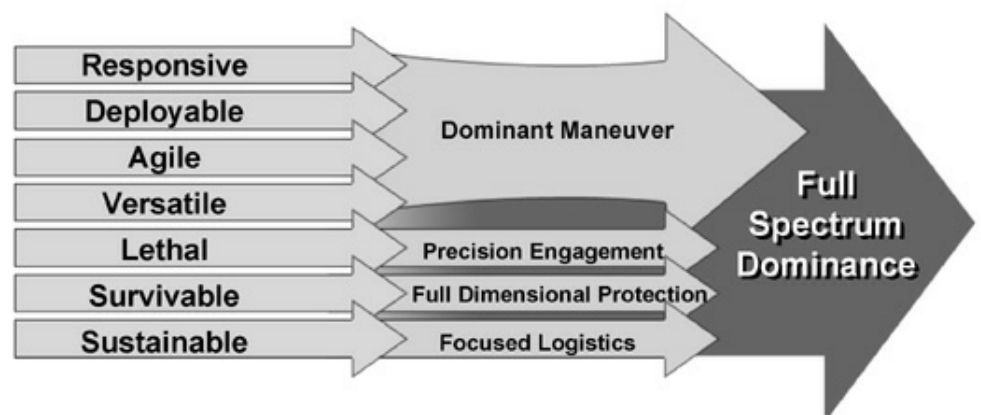 Responsive
Deployable
Agile
Versatile
Lethal
Survivable
Sustainable
Dominant Maneuver
Precision Engagement
Full Dimensional Protection
Focused Logistics
Full
Spectrum
Dominance